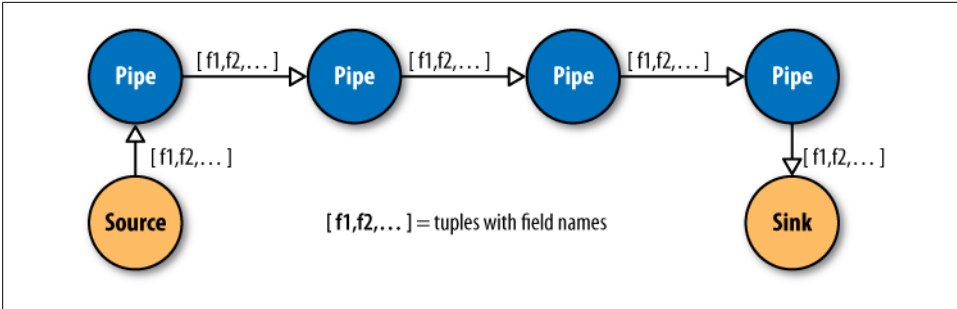 Pipe [ f1,f2,... ] Pipe [ f1,f2,... ] Pipe [ f1,f2,... ] Pipe
[ f1,f2,... ] [ f1,f2,... ]
Source [ f1,f2,... ] = tuples with field names Sink